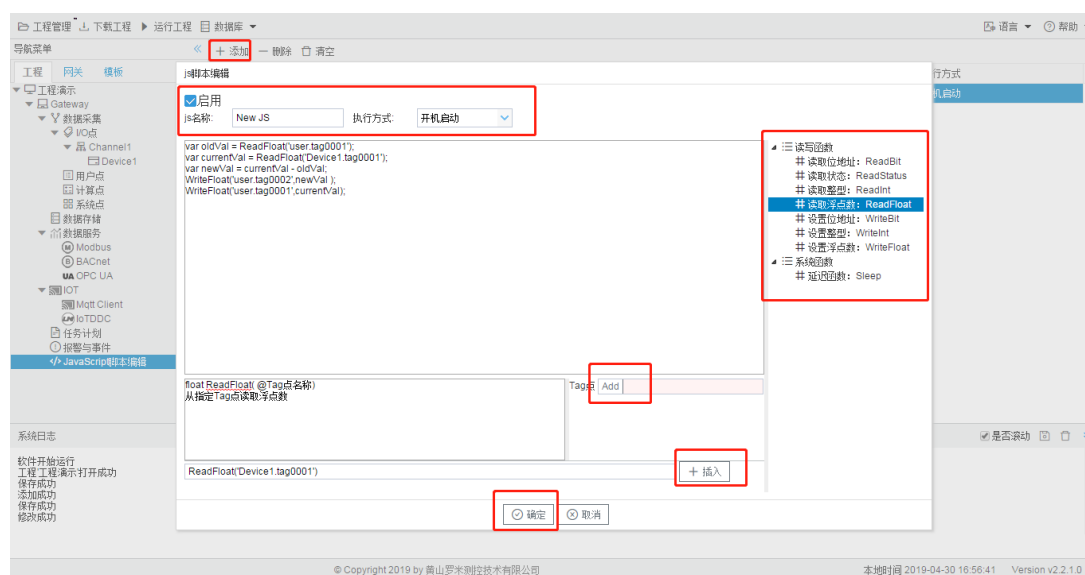 工程管理 下载工程 运行工程 数据库 语言 帮助
导航菜单
添加 删除 清空
工程 网关 模板
工程演示
Gateway
数据采集
I/O点
Channel1
Device1
用户点
计算点
系统点
数据存储
数据服务
Modbus
BACnet
UA OPC UA
IOT
Mqtt Client
IoTDDC
任务计划
报警与事件
JavaScript脚本编辑
js脚本编辑
行方式
机启动
启用
js名称: New JS 执行方式: 开机启动
var oldVal = ReadFloat('user.tag0001');
var currentVal = ReadFloat('Device1.tag0001');
var newVal = currentVal - oldVal;
WriteFloat('user.tag0002',newVal );
WriteFloat('user.tag0001',currentVal);
读写函数
读取位地址: ReadBit
读取状态: ReadStatus
读取整型: ReadInt
读取浮点数: ReadFloat
设置位地址: WriteBit
设置整型: WriteInt
设置浮点数: WriteFloat
系统函数
延迟函数: Sleep
float ReadFloat( @Tag点名称)
从指定Tag点读取浮点数
Tag点 Add
ReadFloat('Device1.tag0001')
插入
确定 取消
系统日志 是否滚动
软件开始运行
工程'工程演示'打开成功
保存成功
添加成功
保存成功
修改成功
© Copyright 2019 by 黄山罗米测控技术有限公司 本地时间 2019-04-30 16:56:41 Version v2.2.1.0